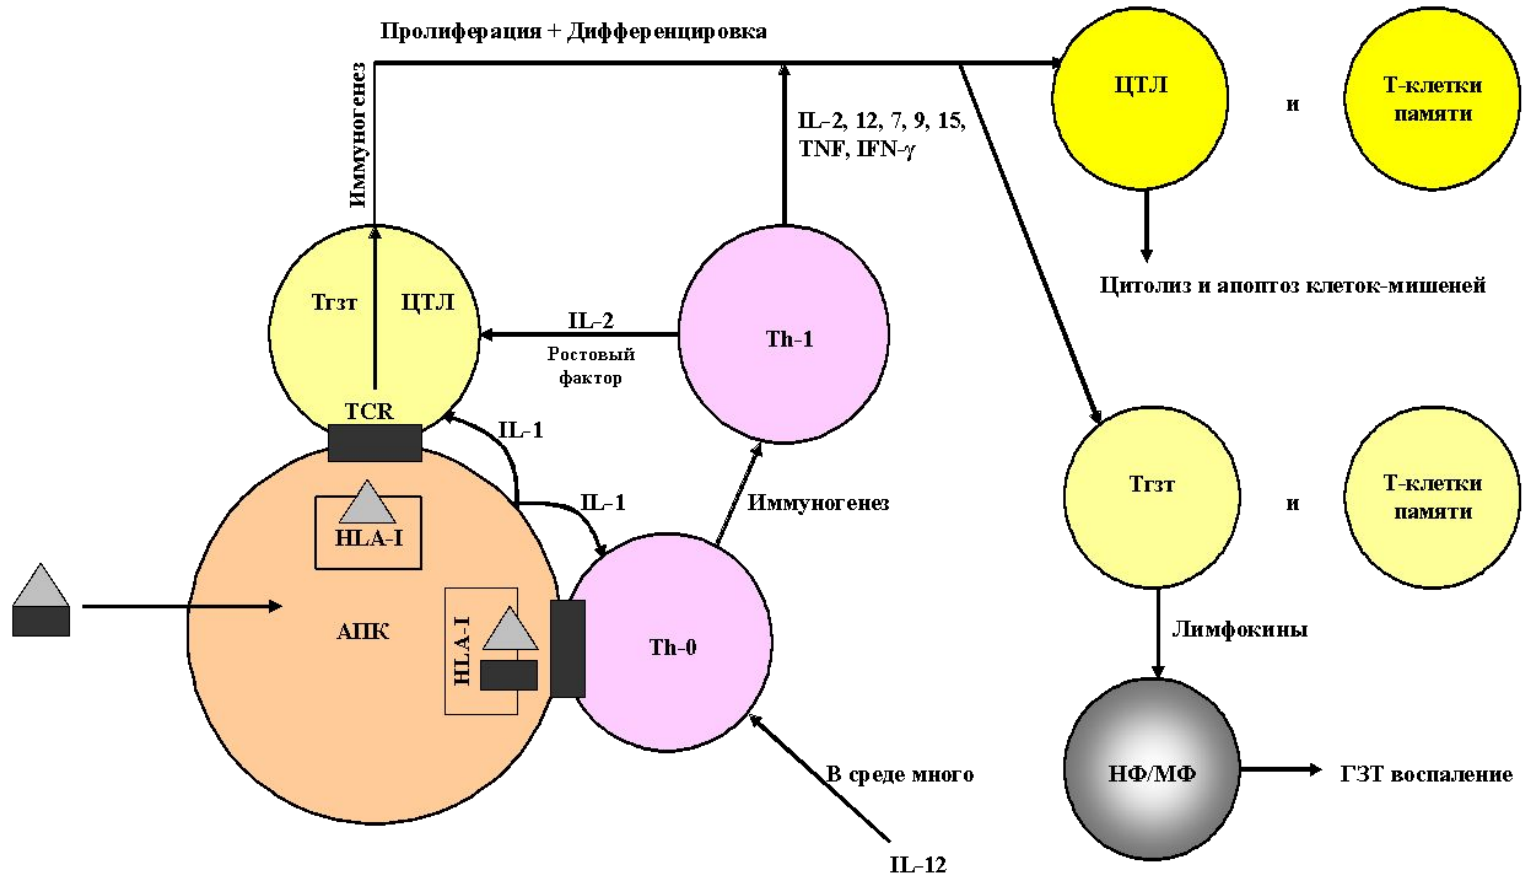 Пролиферация + Дифференцировка
Иммуногенез
ЦТЛ
и
Т-клетки
памяти
IL-2, 12, 7, 9, 15,
TNF, IFN-γ
Цитолиз и апоптоз клеток-мишеней
Тгзт
ЦТЛ
TCR
IL-2
Ростовый
фактор
Th-1
IL-1
IL-1
Иммуногенез
HLA-I
АПК
HLA-I
Th-0
В среде много
IL-12
Тгзт
и
Т-клетки
памяти
Лимфокины
НФ/МФ
ГЗТ воспаление